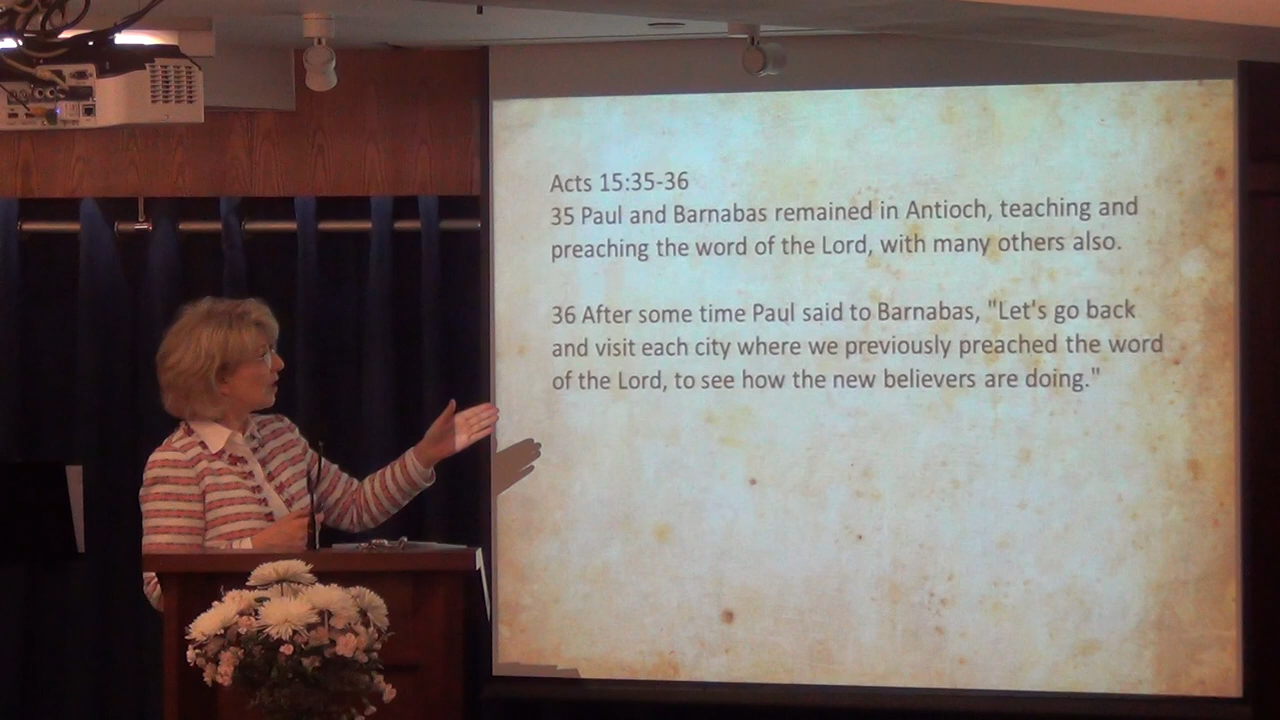 Acts 15:35-36
35 Paul and Barnabas remained in Antioch, teaching and
preaching the word of the Lord, with many others also.
36 After some time Paul said to Barnabas, "Let's go back
and visit each city where we previously preached the word
of the Lord, to see how the new believers are doing."